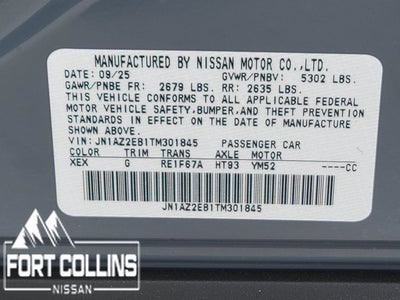 MANUFACTURED BY NISSAN MOTOR CO.,LTD.
DATE: 09/25 GVWR/PNBV: 5302 LBS.
GAWR/PNBE FR: 2679 LBS. RR: 2635 LBS.
THIS VEHICLE CONFORMS TO ALL APPLICABLE FEDERAL
MOTOR VEHICLE SAFETY,BUMPER,AND THEFT PREVENTION
STANDARDS IN EFFECT ON THE DATE OF MANUFACTURE
SHOWN ABOVE.
VIN: JN1AZ2EB1TM301845 PASSENGER CAR
COLOR TRIM TRANS AXLE MOTOR
XEX G RE1F67A HT93 YM52 ----CC
JN1AZ2EB1TM301845
FORT COLLINS
NISSAN